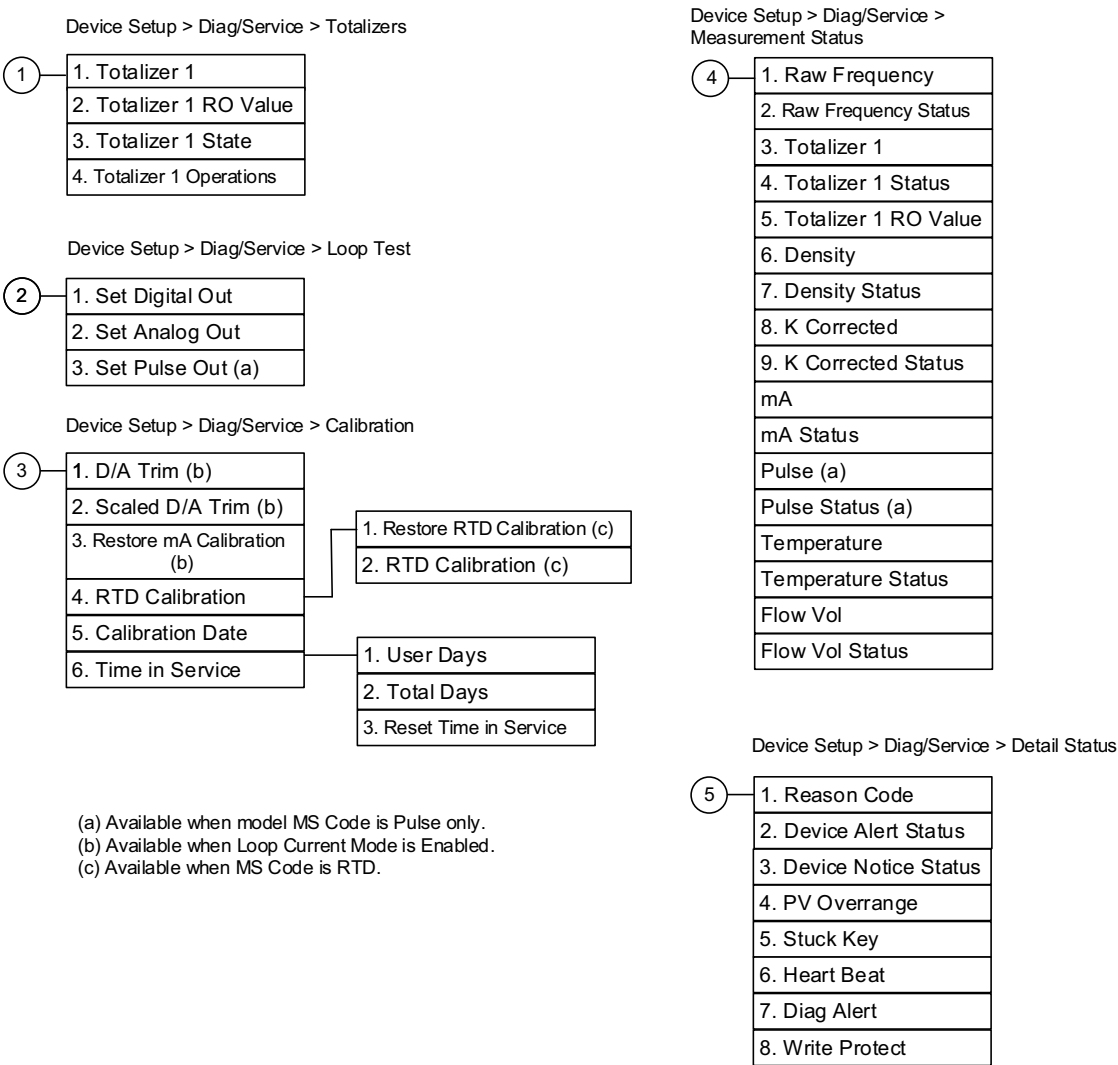 Device Setup > Diag/Service > Totalizers
1
1. Totalizer 1
2. Totalizer 1 RO Value
3. Totalizer 1 State
4. Totalizer 1 Operations
Device Setup > Diag/Service > Loop Test
2
1. Set Digital Out
2. Set Analog Out
3. Set Pulse Out (a)
Device Setup > Diag/Service > Calibration
3
1. D/A Trim (b)
2. Scaled D/A Trim (b)
3. Restore mA Calibration
(b)
4. RTD Calibration
5. Calibration Date
6. Time in Service
1. Restore RTD Calibration (c)
2. RTD Calibration (c)
1. User Days
2. Total Days
3. Reset Time in Service
(a) Available when model MS Code is Pulse only.
(b) Available when Loop Current Mode is Enabled.
(c) Available when MS Code is RTD.
Device Setup > Diag/Service >
Measurement Status
4
1. Raw Frequency
2. Raw Frequency Status
3. Totalizer 1
4. Totalizer 1 Status
5. Totalizer 1 RO Value
6. Density
7. Density Status
8. K Corrected
9. K Corrected Status
mA
mA Status
Pulse (a)
Pulse Status (a)
Temperature
Temperature Status
Flow Vol
Flow Vol Status
Device Setup > Diag/Service > Detail Status
5
1. Reason Code
2. Device Alert Status
3. Device Notice Status
4. PV Overrange
5. Stuck Key
6. Heart Beat
7. Diag Alert
8. Write Protect